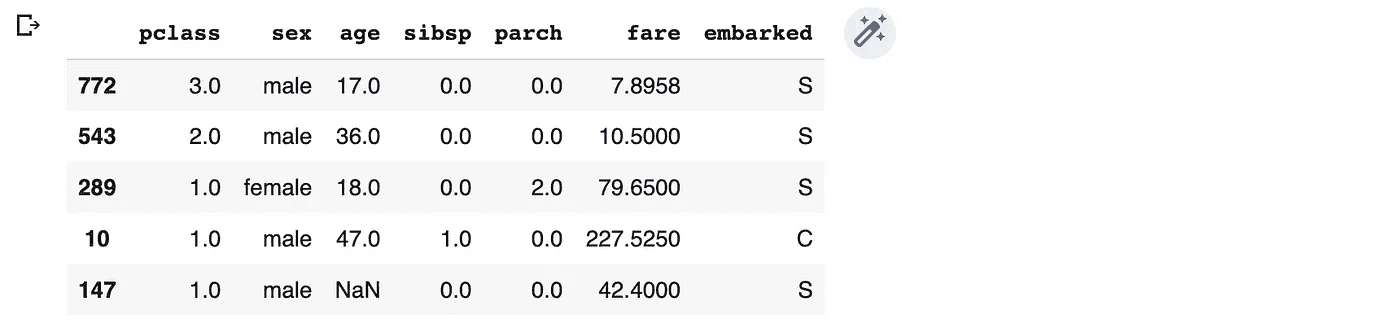 pclass sex age sibsp parch fare embarked
772 3.0 male 17.0 0.0 0.0 7.8958 S
543 2.0 male 36.0 0.0 0.0 10.5000 S
289 1.0 female 18.0 0.0 2.0 79.6500 S
10 1.0 male 47.0 1.0 0.0 227.5250 C
147 1.0 male NaN 0.0 0.0 42.4000 S